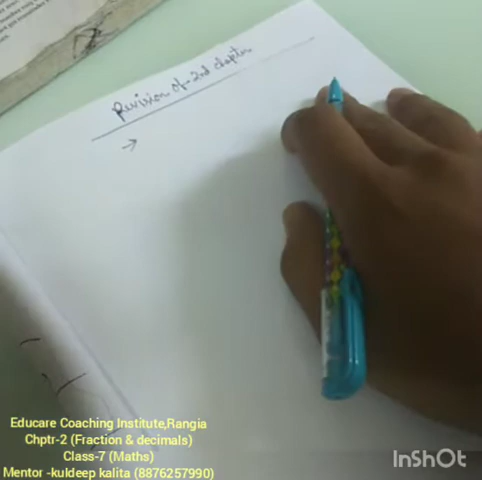 Revision of 2nd chapter
→
Educare Coaching Institute,Rangia
Chptr-2 (Fraction & decimals)
Class-7 (Maths)
Mentor -kuldeep kalita (8876257990)
InShOt